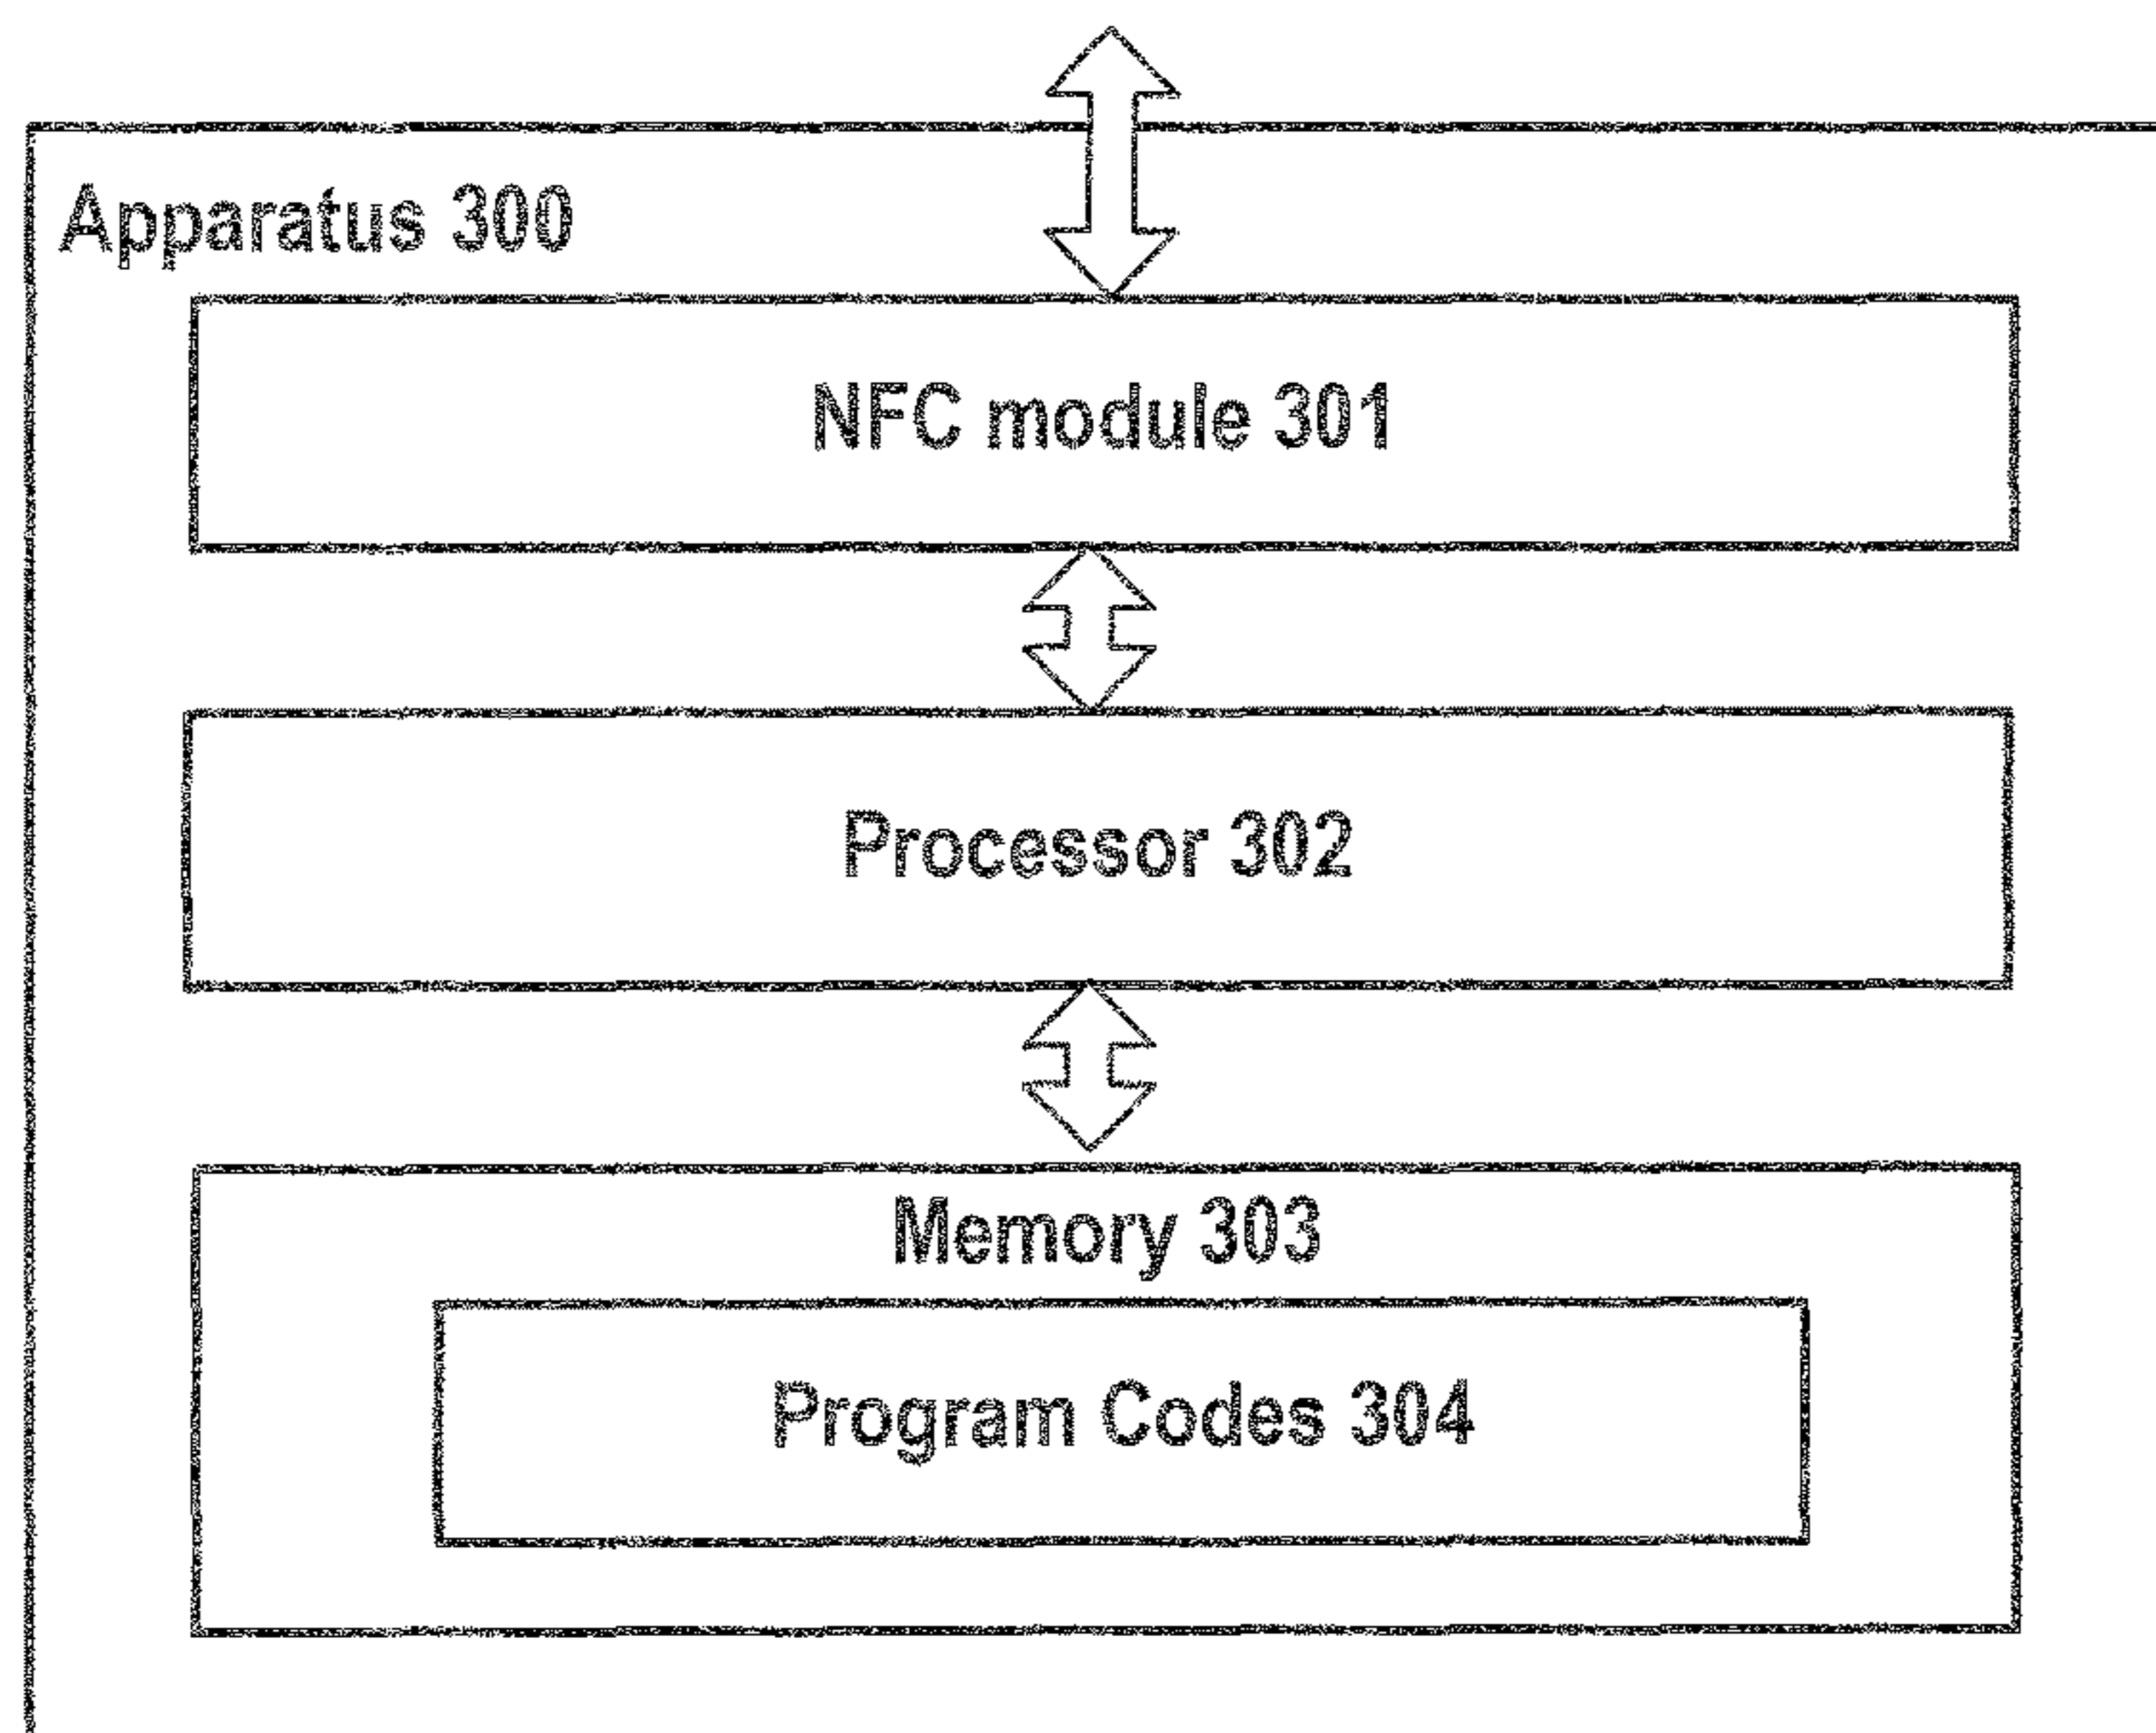 Apparatus 300
NFC module 301
Processor 302
Memory 303
Program Codes 304